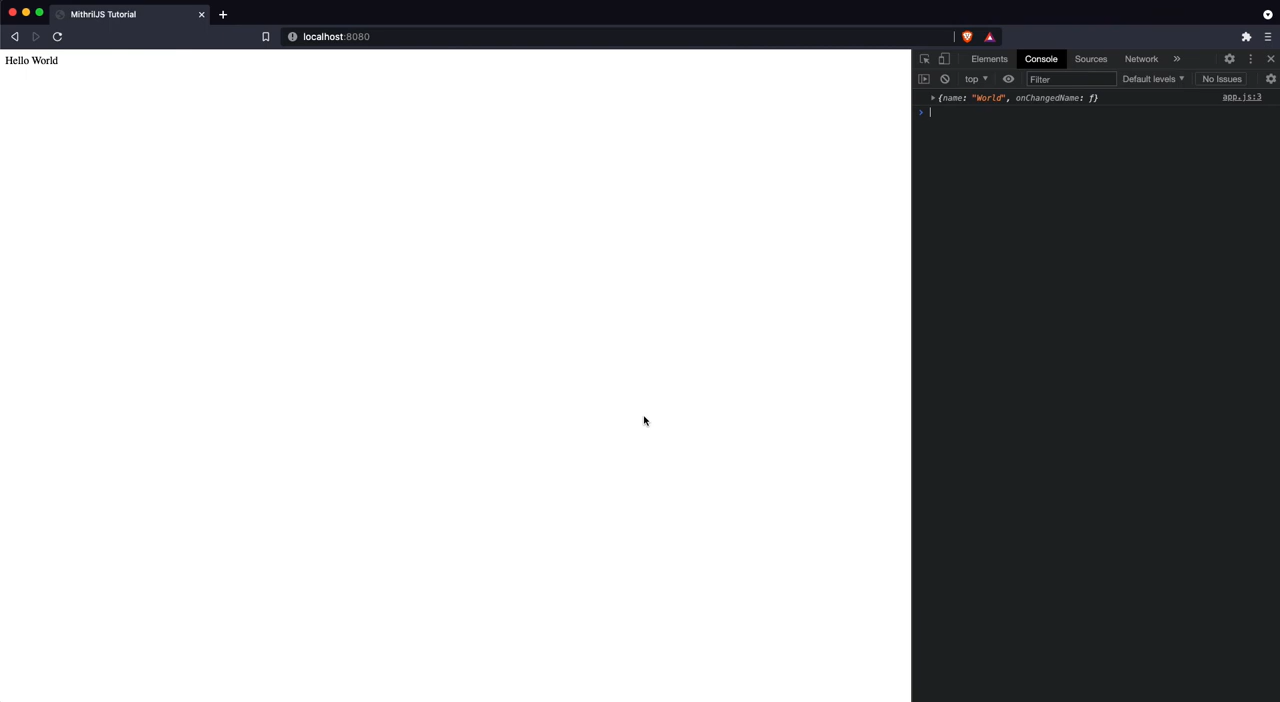 MithrilJS Tutorial
localhost:8080
Hello World
Elements Console Sources Network »
top Filter Default levels No Issues
{name: "World", onChangedName: ƒ} app.js:3